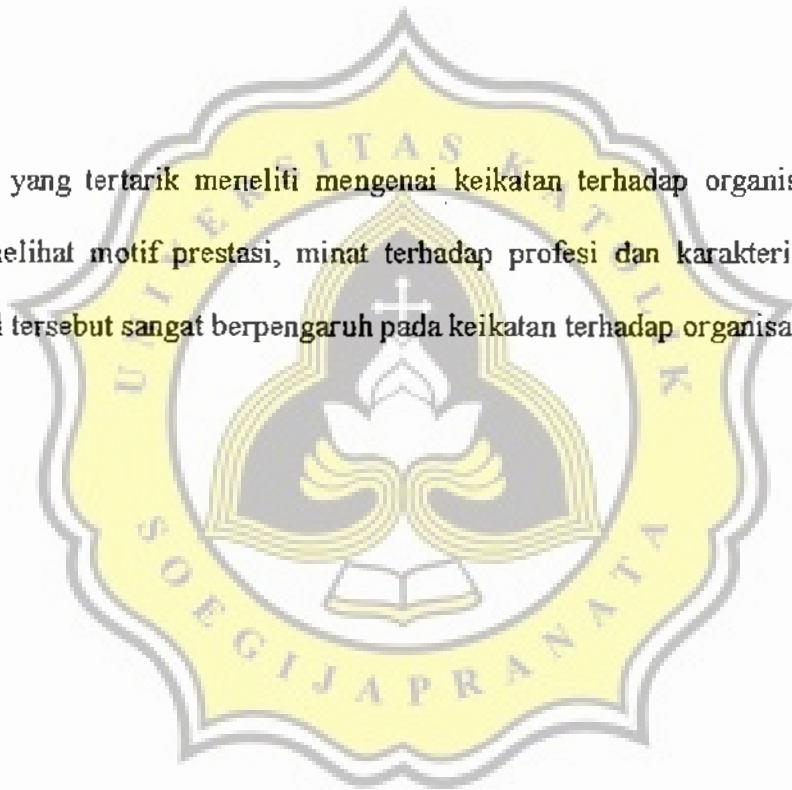 yang tertarik meneliti mengenai keikatan terhadap organis
elihat motif prestasi, minat terhadap profesi dan karakteri
tersebut sangat berpengaruh pada keikatan terhadap organisa
UNIVERSITAS KATOLIK
SOEGIJAPRANATA